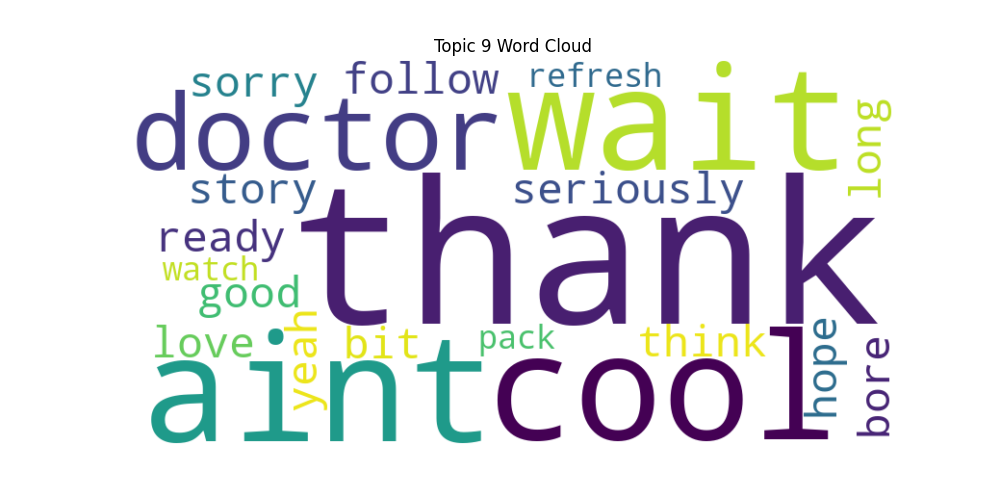 Topic 9 Word Cloud
sorry follow refresh
doctor wait long
story seriously
thank
ready
watch
good
love yeah bit pack think hope bore
aint cool